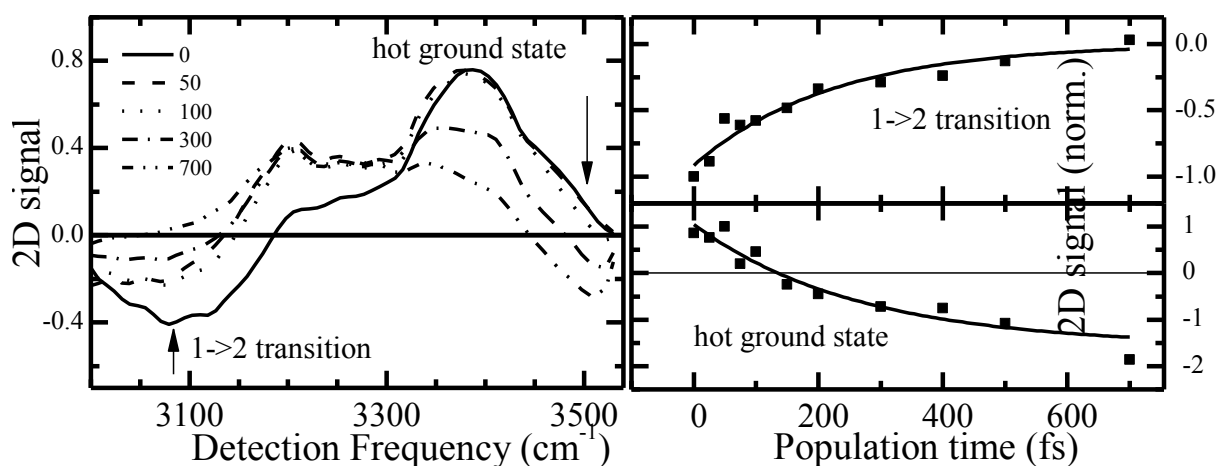 2D signal
0.8
0.4
0.0
-0.4
0
50
100
300
700
hot ground state
1->2 transition
3100
3300
3500
Detection Frequency (cm-1)
1->2 transition
hot ground state
0.0
-0.5
-1.0
1
0
-1
-2
2D signal (norm.)
0
200
400
600
Population time (fs)